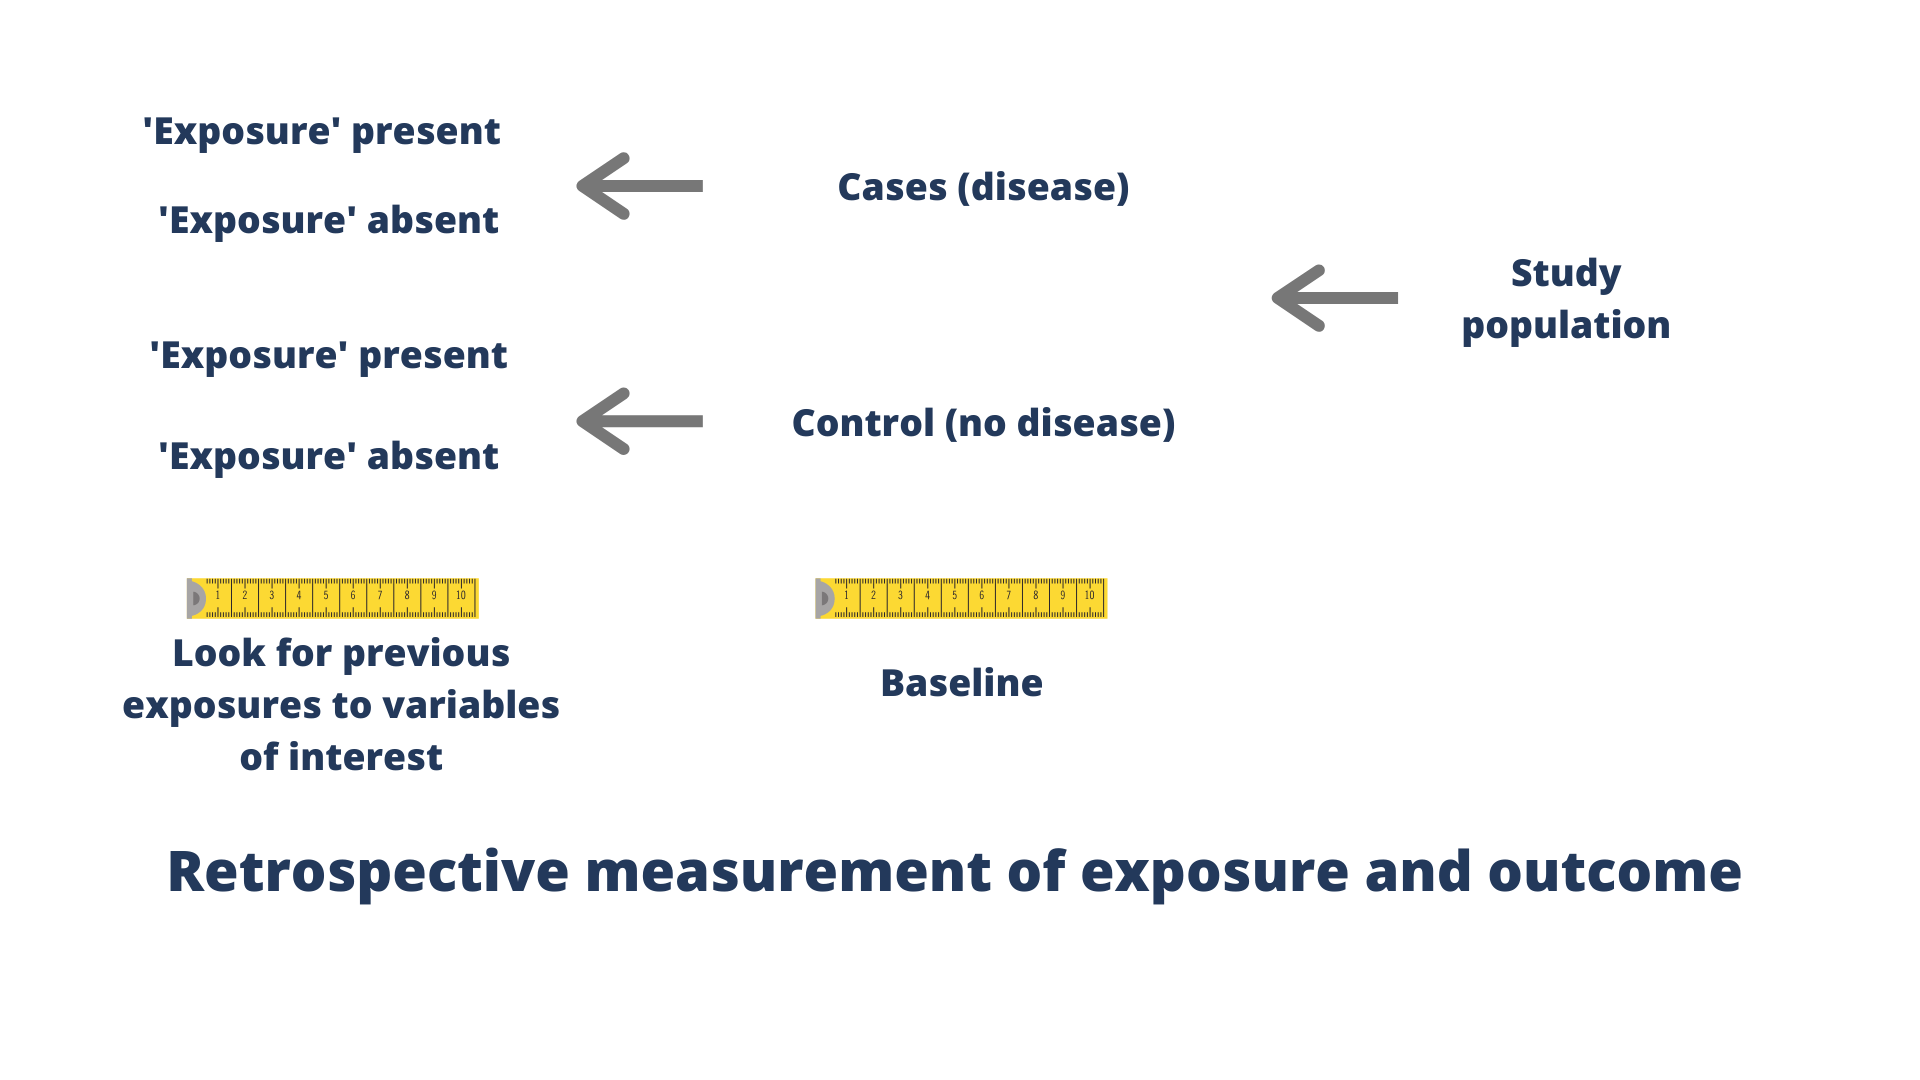 'Exposure' present
'Exposure' absent
Cases (disease)
Study
population
'Exposure' present
'Exposure' absent
Control (no disease)
1 2 3 4 5 6 7 8 9 10
Look for previous
exposures to variables
of interest
1 2 3 4 5 6 7 8 9 10
Baseline
Retrospective measurement of exposure and outcome